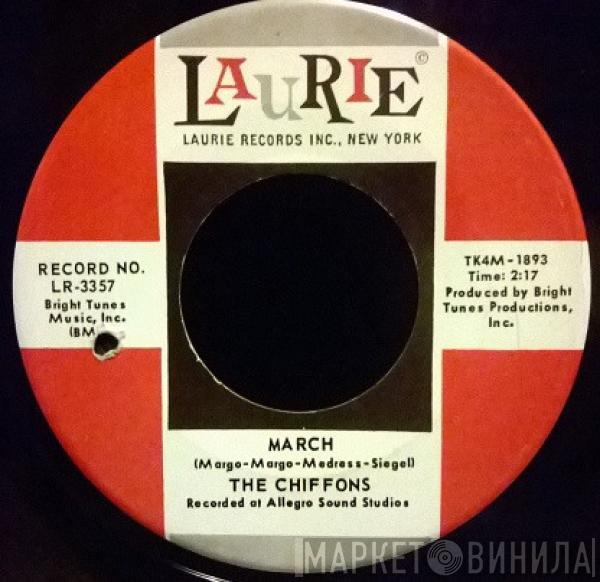 LAURIE©
LAURIE RECORDS INC., NEW YORK
RECORD NO.
LR-3357
Bright Tunes
Music, Inc.
(BM
TK4M-1893
Time: 2:17
Produced by Bright
Tunes Productions,
Inc.
MARCH
(Margo-Margo-Medress-Siegel)
THE CHIFFONS
Recorded at Allegro Sound Studios
МАРКЕТ ВИНИЛА